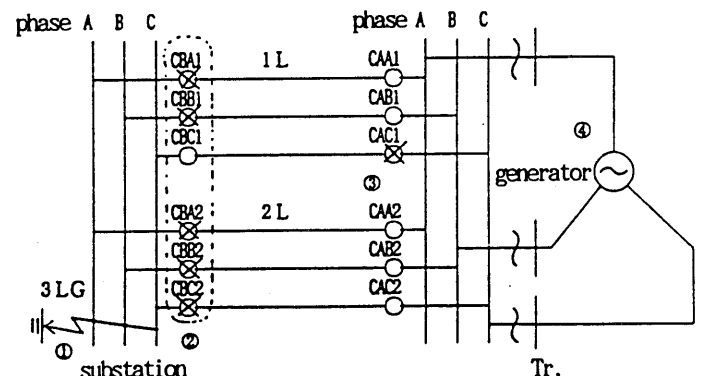 phase A B C
phase A B C
CBA1 1L CAA1
CBB1 CAB1
CBC1 CAC1
④
③
generator
CBA2 2L CAA2
CBB2 CAB2
CBC2 CAC2
3LG
① ②
substation Tr.